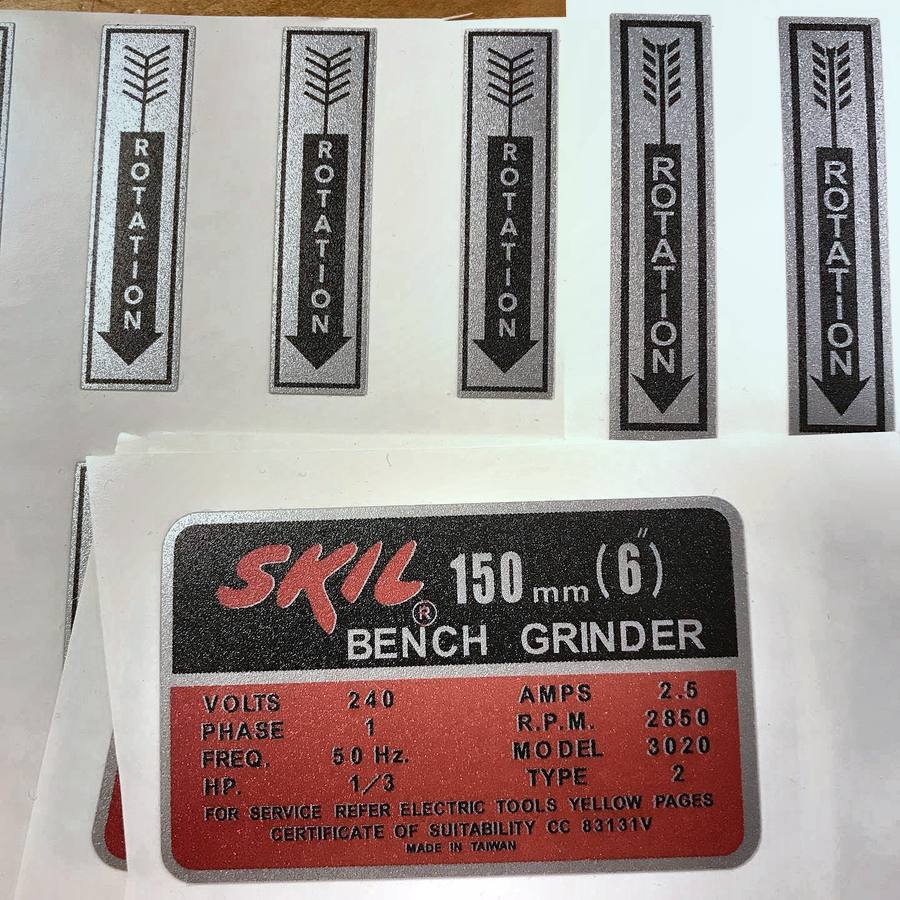 ROTATION
ROTATION
ROTATION
ROTATION
ROTATION
SKIL® 150 mm (6")
BENCH GRINDER
VOLTS 240 AMPS 2.5
PHASE 1 R.P.M. 2850
FREQ. 50 Hz. MODEL 3020
HP. 1/3 TYPE 2
FOR SERVICE REFER ELECTRIC TOOLS YELLOW PAGES
CERTIFICATE OF SUITABILITY CC 83131V
MADE IN TAIWAN